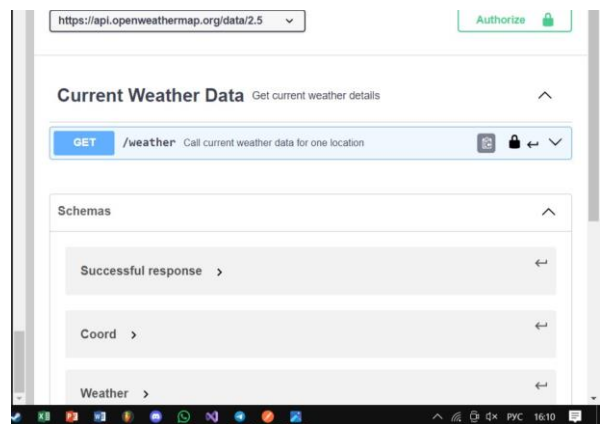 https://api.openweathermap.org/data/2.5
Authorize
Current Weather Data Get current weather details
GET /weather Call current weather data for one location
Schemas
Successful response
Coord
Weather
РУС 16:10